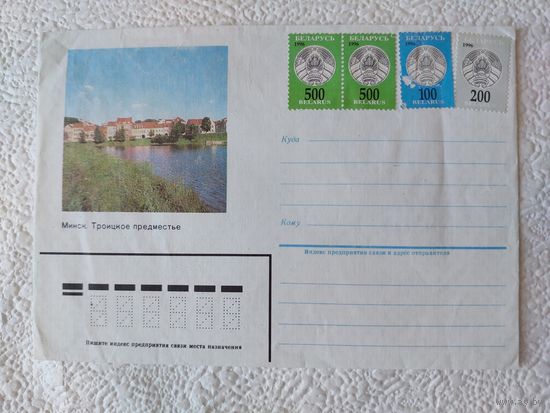 БЕЛАРУСЬ
1996
500
BELARUS
БЕЛАРУСЬ
1996
500
BELARUS
БЕЛАРУСЬ
1996
100
BELARUS
1996
200
Куда
Кому
Индекс предприятия связи и адрес отправителя
Минск. Троицкое предместье
Пишите индекс предприятия связи места назначения